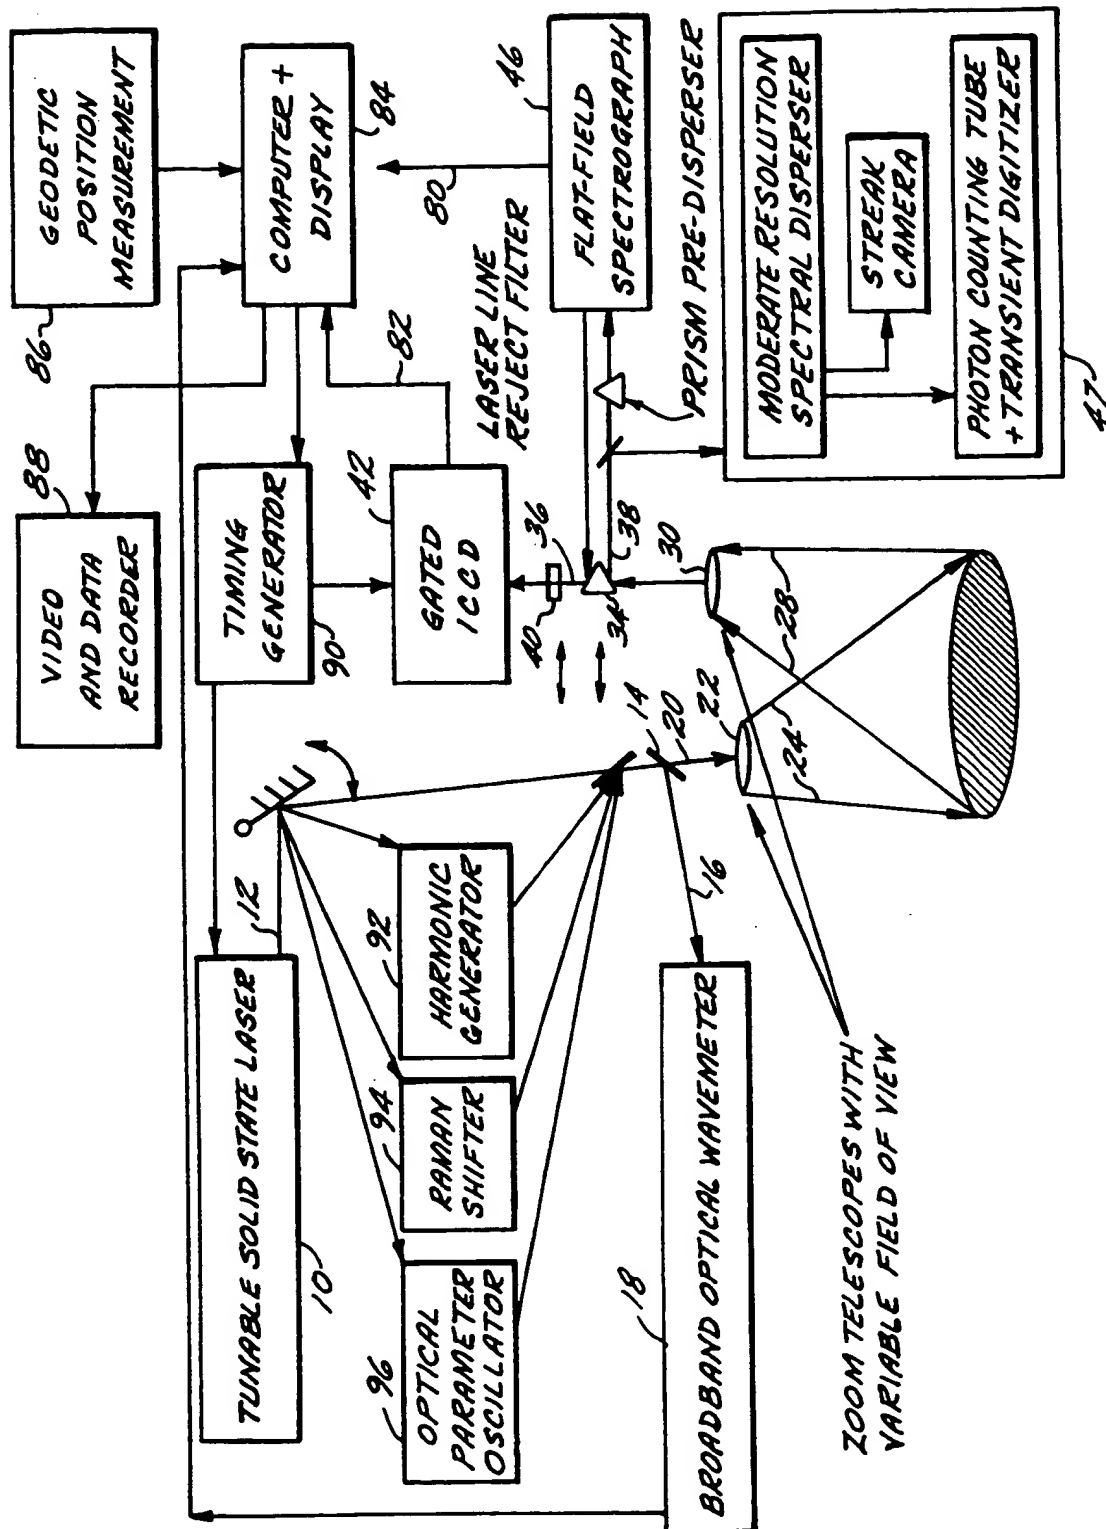 VIDEO
AND DATA
RECORDER
88
GEODETIC
POSITION
MEASUREMENT
86
TIMING
GENERATOR
90
COMPUTER +
DISPLAY
84
TUNABLE SOLID STATE LASER
10
12
82
80
GATED
ICCD
42
LASER LINE
REJECT FILTER
FLAT-FIELD
SPECTROGRAPH
46
PRISM PRE-DISPERSER
36
40
34
38
OPTICAL
PARAMETER
OSCILLATOR
96
RAMAN
SHIFTER
94
HARMONIC
GENERATOR
92
14
20
16
BROADBAND OPTICAL WAVEMETER
18
22
24
28
30
MODERATE RESOLUTION
SPECTRAL DISPERSER
STREAK
CAMERA
PHOTON COUNTING TUBE
+ TRANSIENT DIGITIZER
47
ZOOM TELESCOPES WITH
VARIABLE FIELD OF VIEW